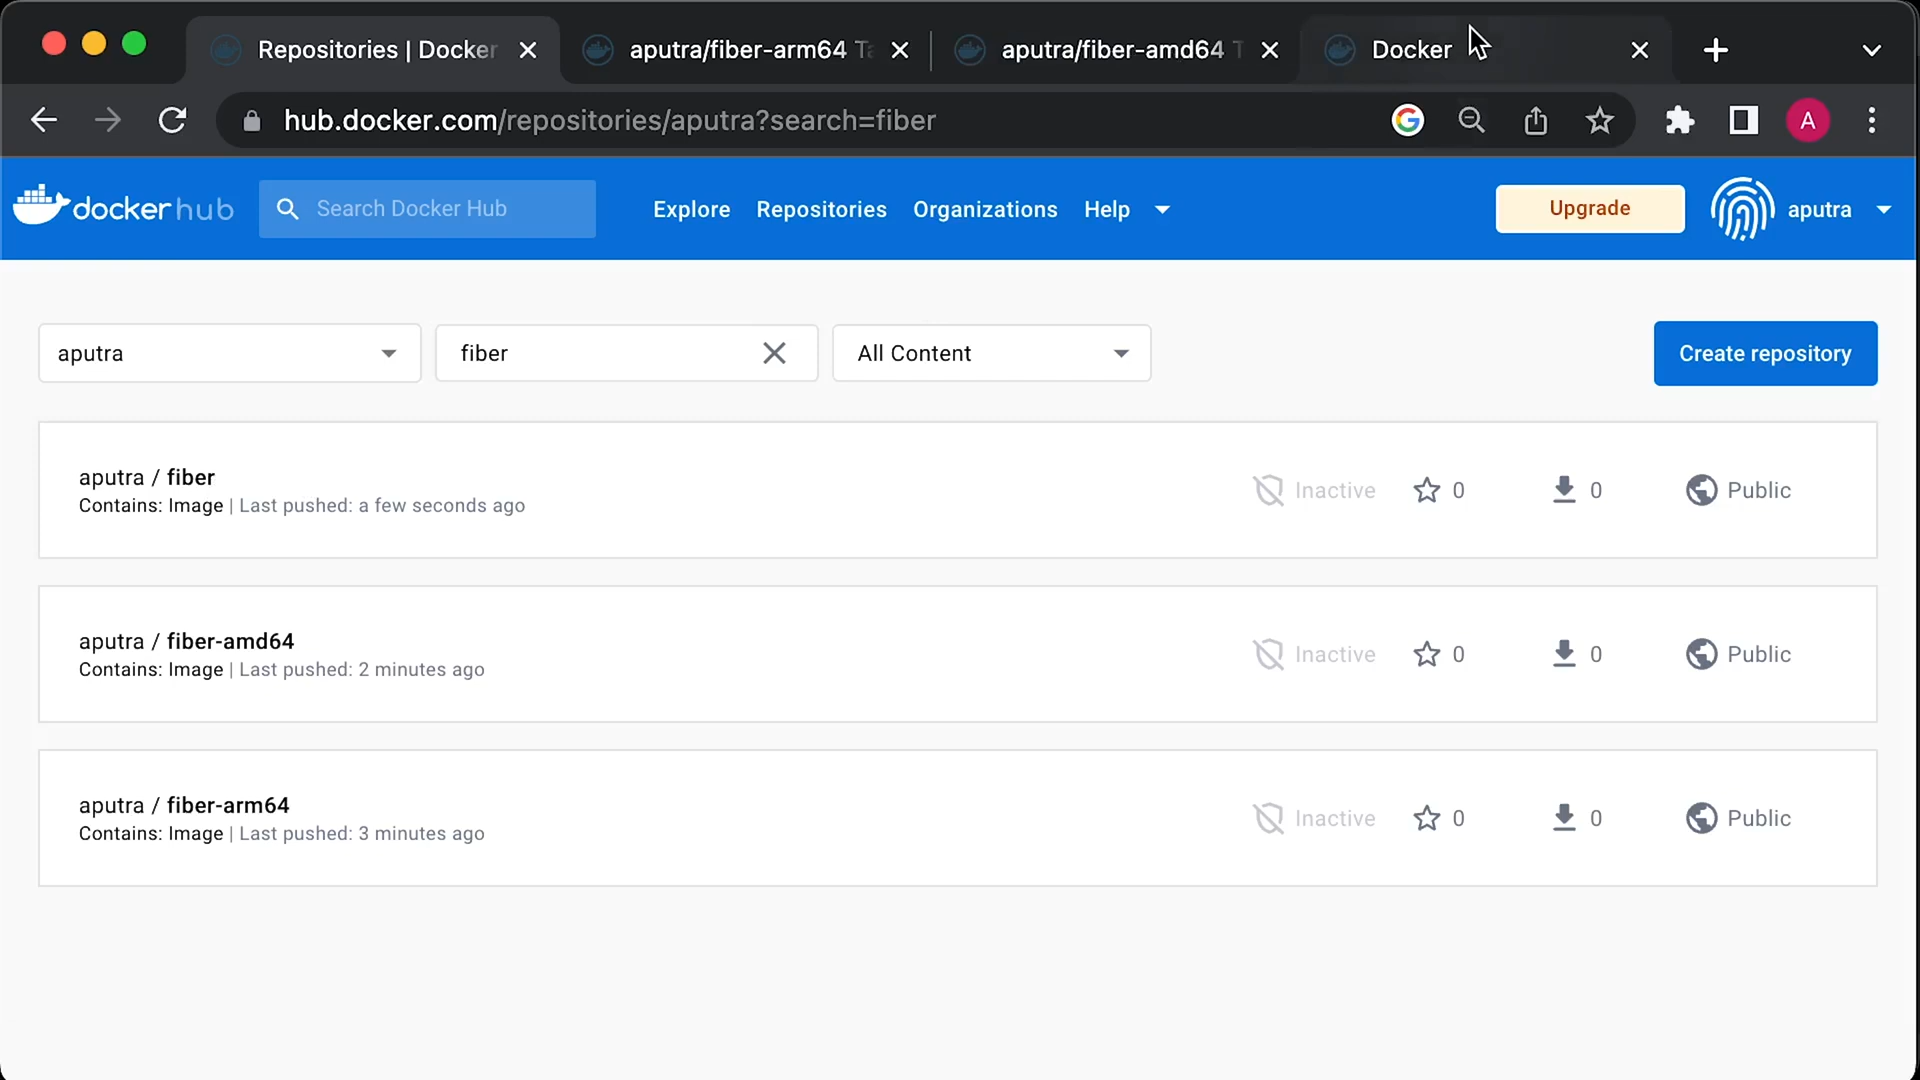 Repositories | Docker
aputra/fiber-arm64 Ta
aputra/fiber-amd64 T
Docker
hub.docker.com/repositories/aputra?search=fiber
A
docker hub
Search Docker Hub
Explore
Repositories
Organizations
Help
Upgrade
aputra
aputra
fiber
All Content
Create repository
aputra / fiber
Contains: Image | Last pushed: a few seconds ago
Inactive
0
0
Public
aputra / fiber-amd64
Contains: Image | Last pushed: 2 minutes ago
Inactive
0
0
Public
aputra / fiber-arm64
Contains: Image | Last pushed: 3 minutes ago
Inactive
0
0
Public